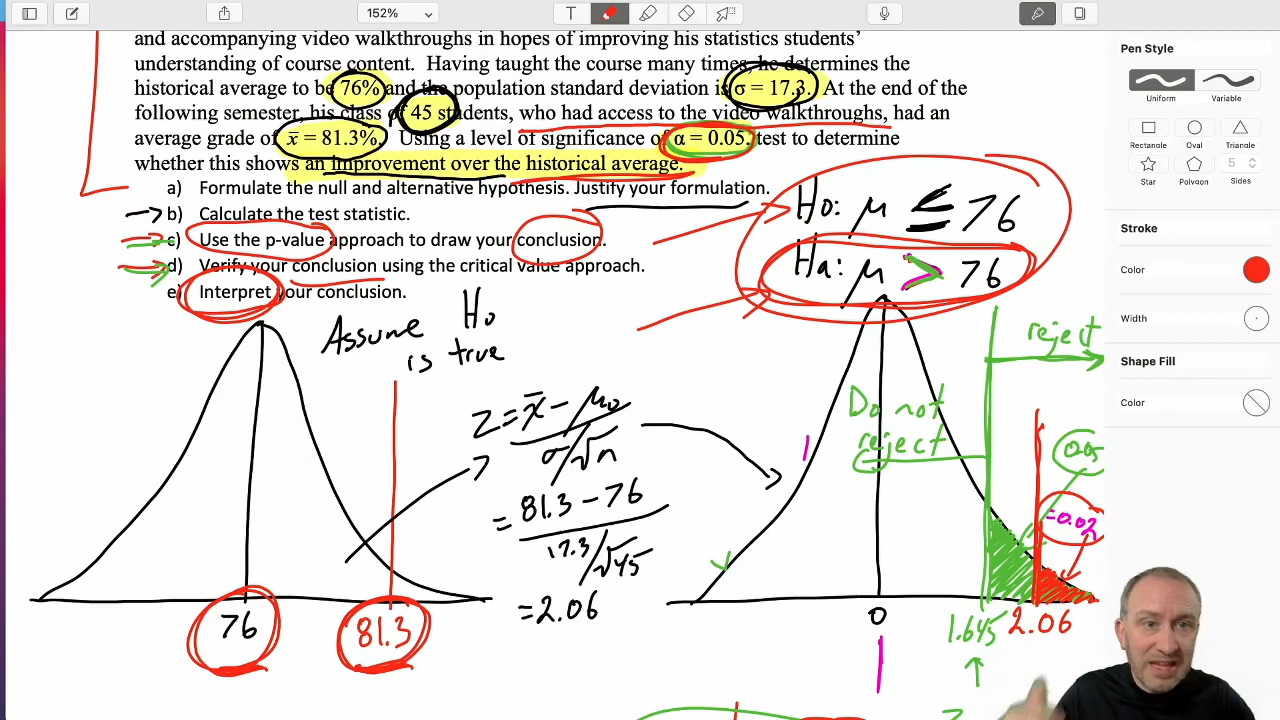 152%
T
and accompanying video walkthroughs in hopes of improving his statistics students'
understanding of course content. Having taught the course many times, he determines the
historical average to be 76% and the population standard deviation is σ = 17.3. At the end of the
following semester, his class of 45 students, who had access to the video walkthroughs, had an
average grade of x̄ = 81.3%. Using a level of significance of α = 0.05, test to determine
whether this shows an improvement over the historical average.
a) Formulate the null and alternative hypothesis. Justify your formulation.
b) Calculate the test statistic.
c) Use the p-value approach to draw your conclusion.
d) Verify your conclusion using the critical value approach.
e) Interpret your conclusion.
Ho: μ ≤ 76
Ha: μ > 76
Assume Ho
is true
z = x̄ - μo
σ/√n
= 81.3 - 76
17.3/√45
= 2.06
76
81.3
Do not
reject
reject
0.05
=0.02
0
1.645
2.06
Pen Style
Uniform
Variable
Rectangle
Oval
Triangle
Star
Polygon
5
Sides
Stroke
Color
Width
Shape Fill
Color